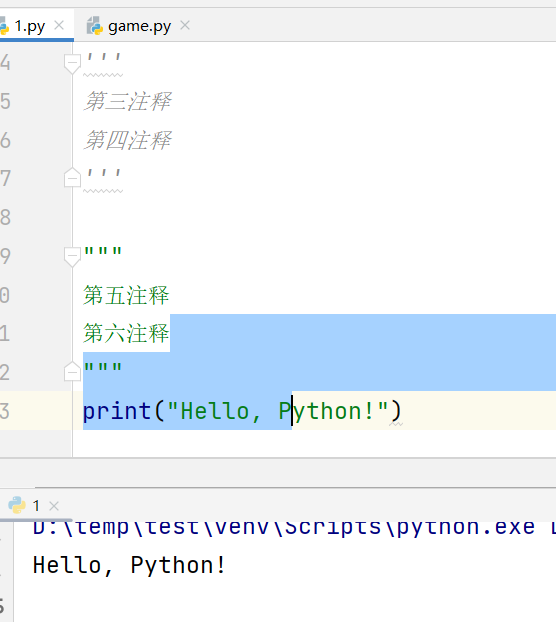 1.py game.py
4 '''
5 第三注释
6 第四注释
7 '''
8
9 """
0 第五注释
1 第六注释
2 """
3 print("Hello, Python!")
1
D:\temp\test\venv\Scripts\python.exe
Hello, Python!